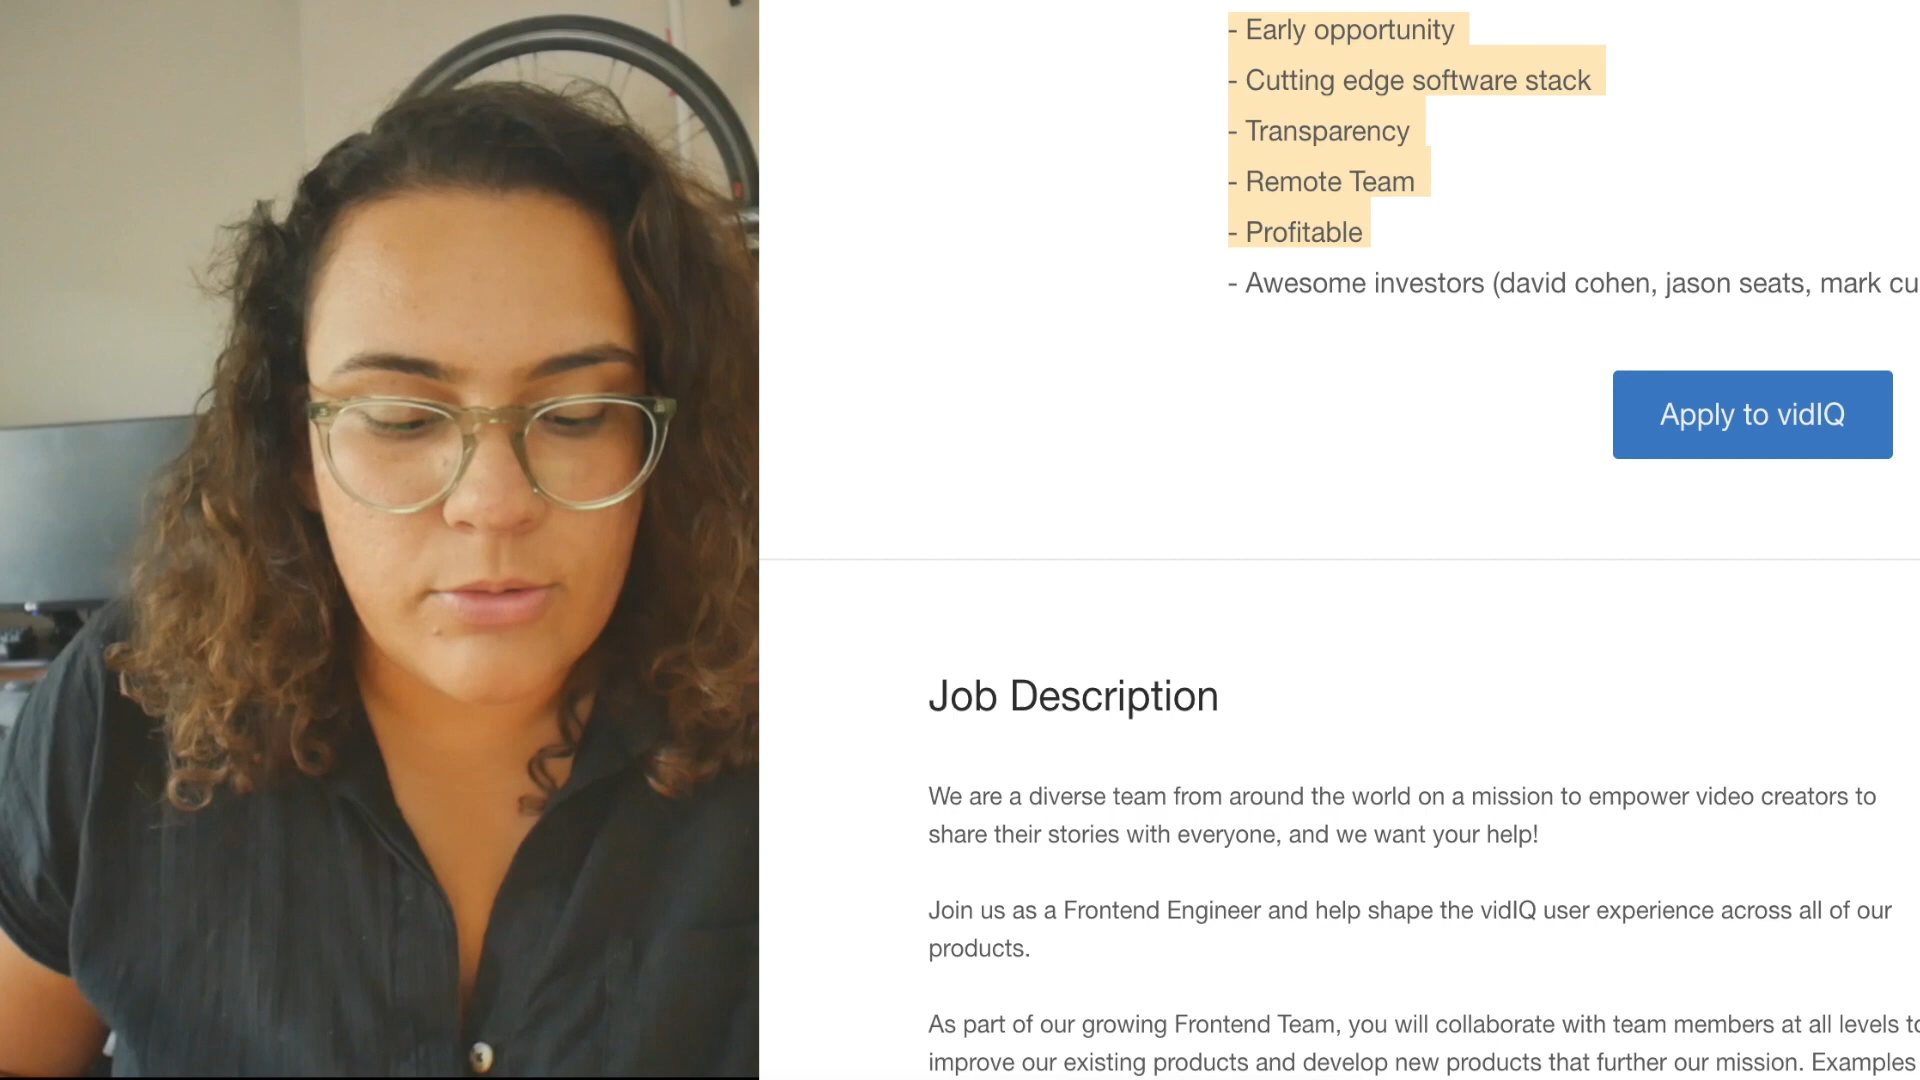 - Early opportunity
- Cutting edge software stack
- Transparency
- Remote Team
- Profitable
- Awesome investors (david cohen, jason seats, mark cu
Apply to vidIQ
Job Description
We are a diverse team from around the world on a mission to empower video creators to
share their stories with everyone, and we want your help!
Join us as a Frontend Engineer and help shape the vidIQ user experience across all of our
products.
As part of our growing Frontend Team, you will collaborate with team members at all levels to
improve our existing products and develop new products that further our mission. Examples